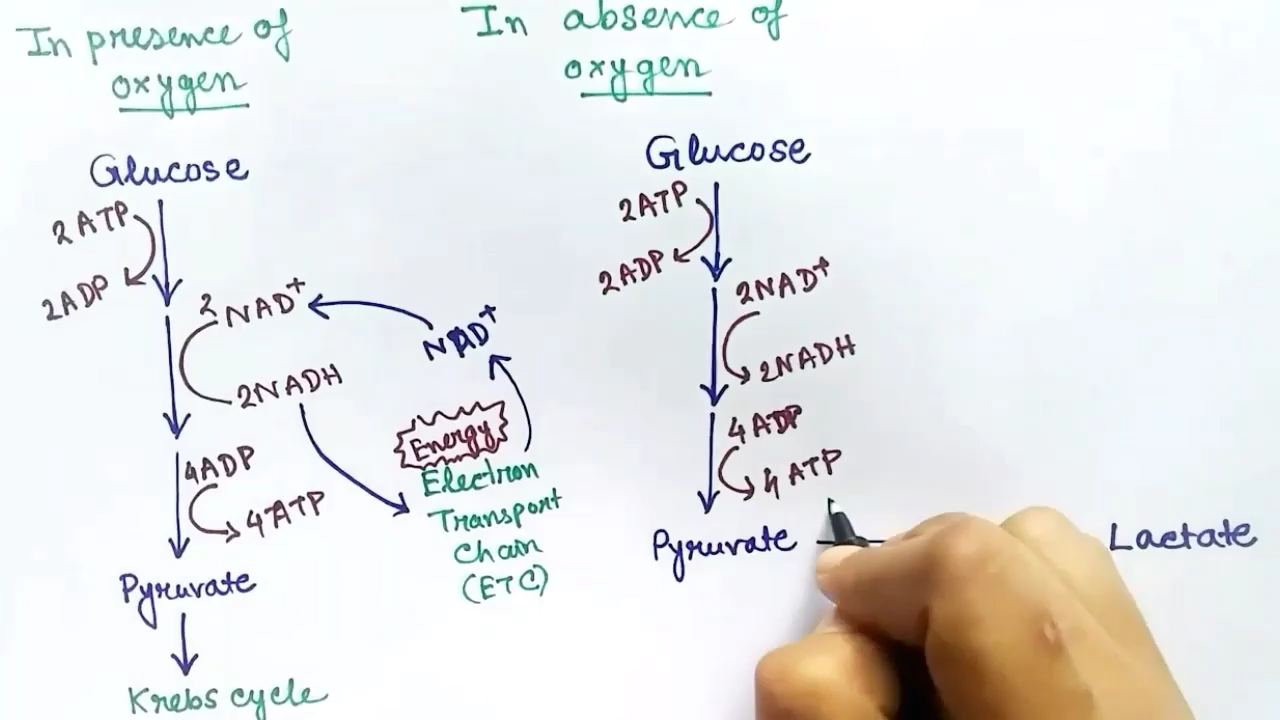 In presence of
oxygen
Glucose
2ATP
2ADP
2NAD+
NAD+
2NADH
Energy
Electron
Transport
Chain
(ETC)
4ADP
4ATP
Pyruvate
Krebs cycle
In absence of
oxygen
Glucose
2ATP
2ADP
2NAD+
2NADH
4ADP
4ATP
Pyruvate
Lactate